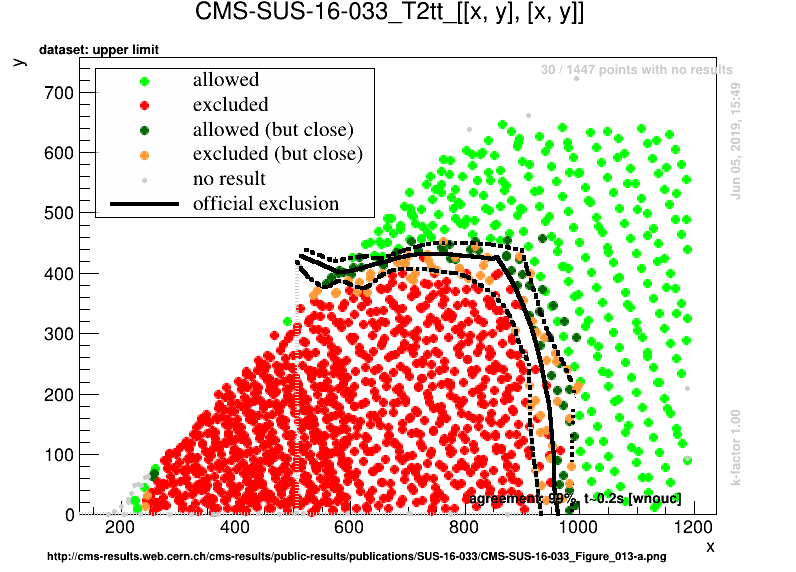 CMS-SUS-16-033_T2tt_[[x, y], [x, y]]
dataset: upper limit
y
30 / 1447 points with no results
allowed
excluded
allowed (but close)
excluded (but close)
no result
official exclusion
700
600
500
400
300
200
100
0
Jun 05, 2019, 15:49
k-factor 1.00
agreement: 99%, t~0.2s [wnouc]
200 400 600 800 1000 1200
x
http://cms-results.web.cern.ch/cms-results/public-results/publications/SUS-16-033/CMS-SUS-16-033_Figure_013-a.png